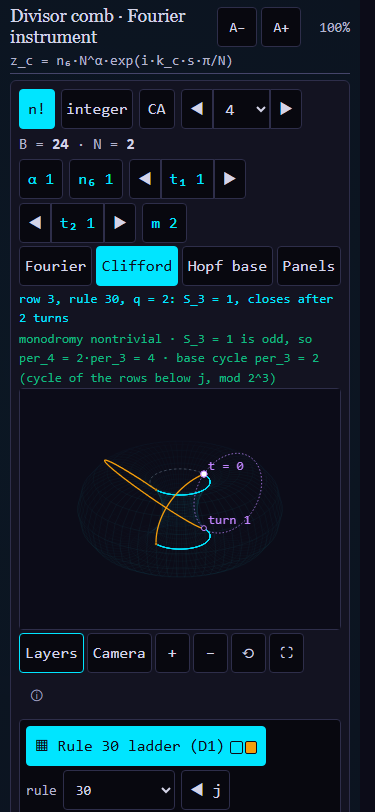 Divisor comb · Fourier instrument
A− A+ 100%
z_c = n₆·N^α·exp(i·k_c·s·π/N)
n! integer CA ◀ 4 ▶
B = 24 · N = 2
α 1 n₆ 1 ◀ t₁ 1 ▶
◀ t₂ 1 ▶ m 2
Fourier Clifford Hopf base Panels
row 3, rule 30, q = 2: S_3 = 1, closes after
2 turns
monodromy nontrivial · S_3 = 1 is odd, so
per_4 = 2·per_3 = 4 · base cycle per_3 = 2
(cycle of the rows below j, mod 2^3)
t = 0
turn 1
Layers Camera + − ⟲ ⛶
ⓘ
▦ Rule 30 ladder (D1)
rule 30 ◀ j